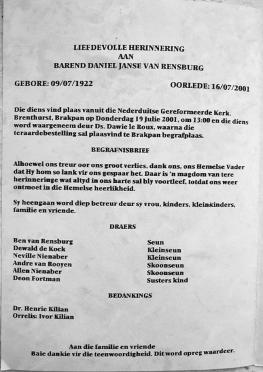 LIEFDEVOLLE HERINNERING
AAN
BAREND DANIEL JANSE VAN RENSBURG
GEBORE: 09/07/1922 OORLEDE: 16/07/2001
Die diens vind plaas vanuit die Nederduitse Gereformeerde Kerk,
Brenthurst, Brakpan op Donderdag 19 Julie 2001, om 13:00 en die diens
word waargeneem deur Ds. Dawie le Roux, waarna die
teraardebestelling sal plaasvind te Brakpan begrafplaas.
BEGRAFNISBRIEF
Alhoewel ons treur oor ons groot verlies, dank ons, ons Hemelse Vader
dat Hy hom so lank vir ons gespaar het. Daar is 'n magdom van tere
herinneringe wat altyd in ons harte sal bly voortleef, totdat ons weer
ontmoet in die Hemelse heerlikheid.
Sy heengaan word diep betreur deur sy vrou, kinders, kleinkinders,
familie en vriende.
DRAERS
Ben van Rensburg Seun
Dewald de Kock Kleinseun
Neville Nienaber Kleinseun
Andre van Rooyen Skoonseun
Allen Nienaber Skoonseun
Deon Fortman Susters kind
BEDANKINGS
Dr. Henrie Kilian
Orrelis: Ivor Kilian
Aan die familie en vriende
Baie dankie vir die teenwoordigheid. Dit word opreg waardeer.